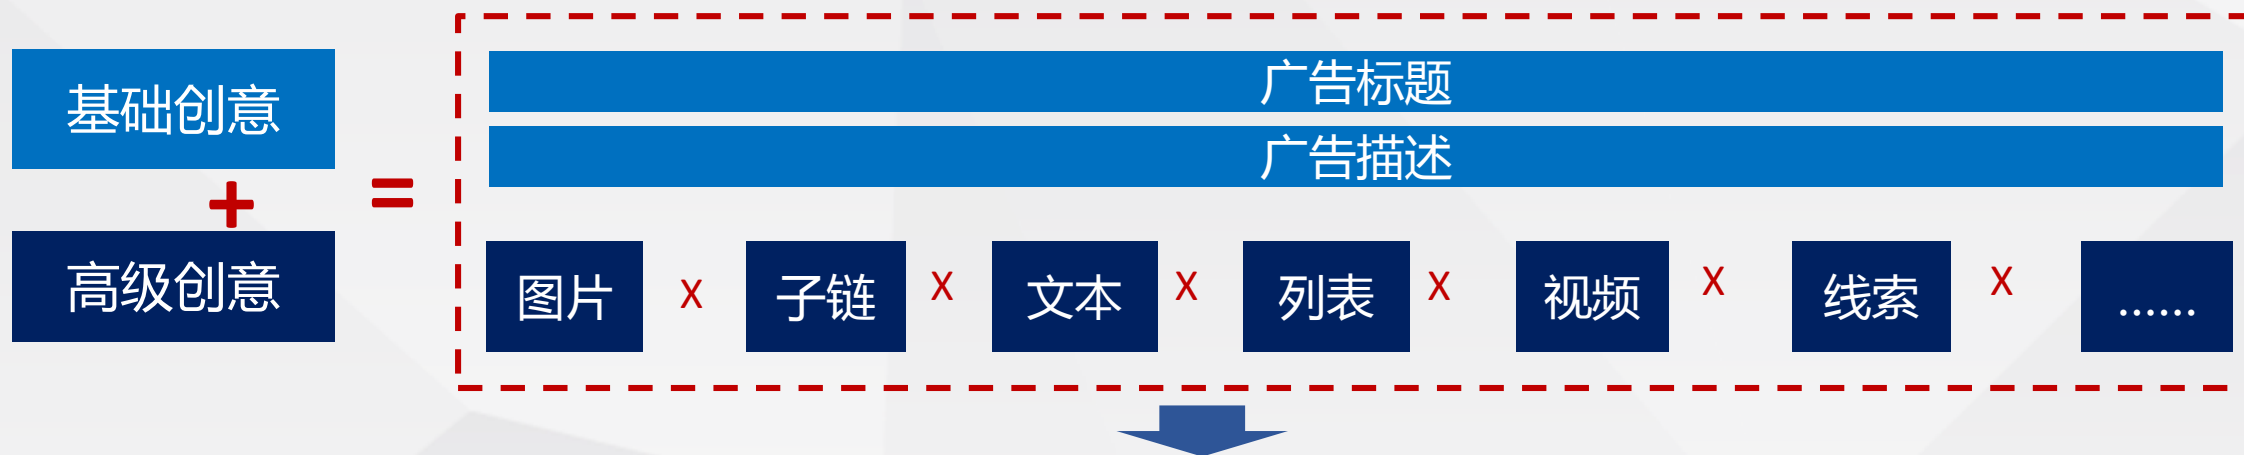 基础创意
+
高级创意
=
广告标题
广告描述
图片 x 子链 x 文本 x 列表 x 视频 x 线索 x ......